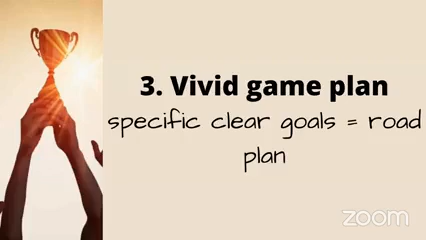 3. Vivid game plan
specific clear goals = road
plan
zoom